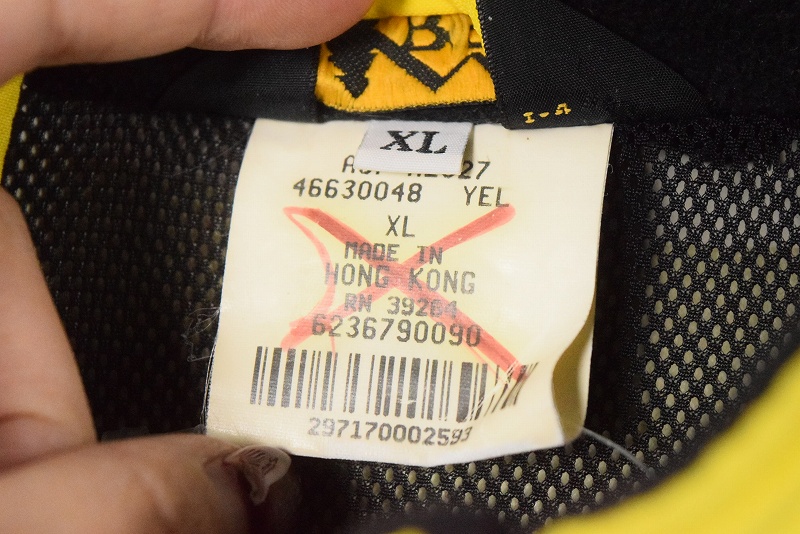 XL
46630048 YEL
XL
MADE IN
HONG KONG
RN 39264
6236790090
297170002593